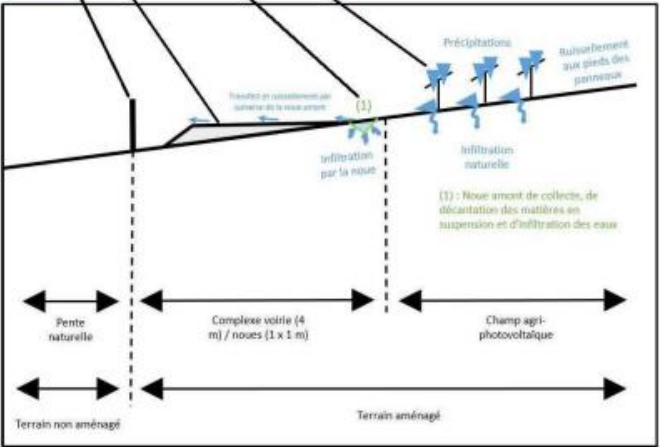 Précipitations
Ruissellement
aux pieds des
panneaux
Transfert en ruissellement par
surverse de la noue amont
(1)
Infiltration
par la noue
Infiltration
naturelle
(1) : Noue amont de collecte, de
décantation des matières en
suspension et d'infiltration des eaux
Pente
naturelle
Complexe voirie (4
m) / noues (1 x 1 m)
Champ agri-
photovoltaïque
Terrain non aménagé
Terrain aménagé